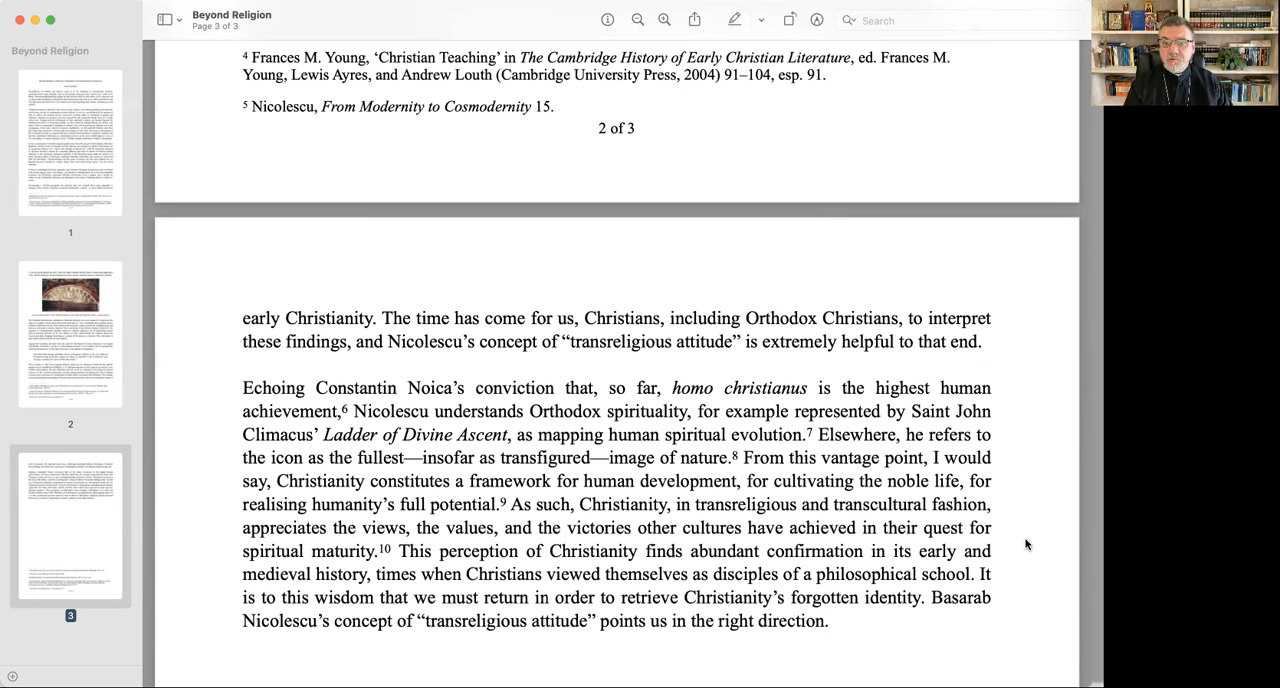 Beyond Religion
Page 3 of 3
Search
Beyond Religion
1
2
3
⁴ Frances M. Young, ‘Christian Teaching’, in The Cambridge History of Early Christian Literature, ed. Frances M.
Young, Lewis Ayres, and Andrew Louth (Cambridge University Press, 2004) 91–104, esp. 91.
⁵ Nicolescu, From Modernity to Cosmodernity 15.
2 of 3
early Christianity. The time has come for us, Christians, including Orthodox Christians, to interpret
these findings, and Nicolescu’s concept of “transreligious attitude” is extremely helpful to that end.
Echoing Constantin Noica’s conviction that, so far, homo credens is the highest human
achievement,⁶ Nicolescu understands Orthodox spirituality, for example represented by Saint John
Climacus’ Ladder of Divine Ascent, as mapping human spiritual evolution.⁷ Elsewhere, he refers to
the icon as the fullest—insofar as transfigured—image of nature.⁸ From this vantage point, I would
say, Christianity constitutes a framework for human development, for cultivating the noble life, for
realising humanity’s full potential.⁹ As such, Christianity, in transreligious and transcultural fashion,
appreciates the views, the values, and the victories other cultures have achieved in their quest for
spiritual maturity.¹⁰ This perception of Christianity finds abundant confirmation in its early and
medieval history, times when Christians viewed themselves as disciples of a philosophical school. It
is to this wisdom that we must return in order to retrieve Christianity’s forgotten identity. Basarab
Nicolescu’s concept of “transreligious attitude” points us in the right direction.